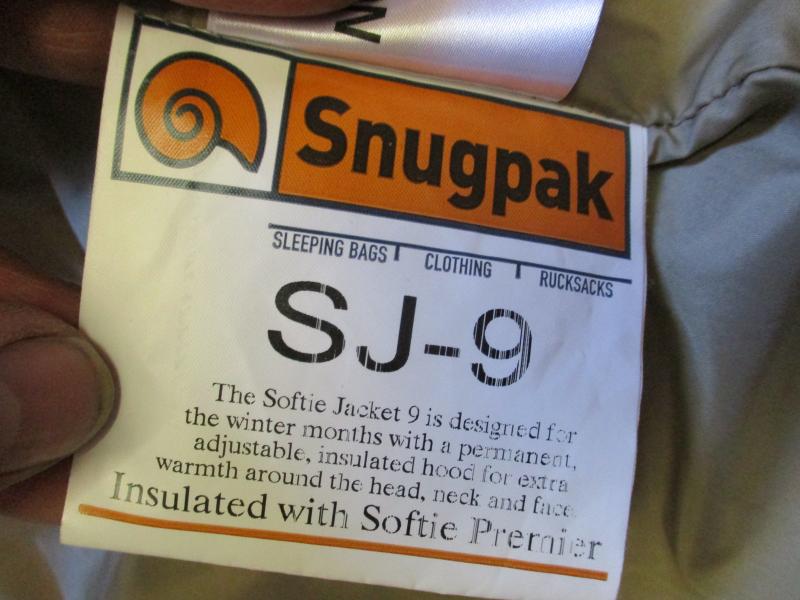 Snugpak
SLEEPING BAGS CLOTHING RUCKSACKS
SJ-9
The Softie Jacket 9 is designed for
the winter months with a permanent,
adjustable, insulated hood for extra
warmth around the head, neck and face.
Insulated with Softie Premier